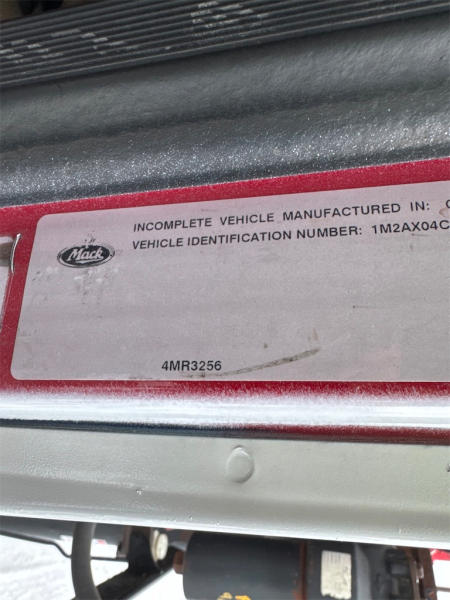 INCOMPLETE VEHICLE MANUFACTURED IN:
Mack
VEHICLE IDENTIFICATION NUMBER: 1M2AX04C
4MR3256